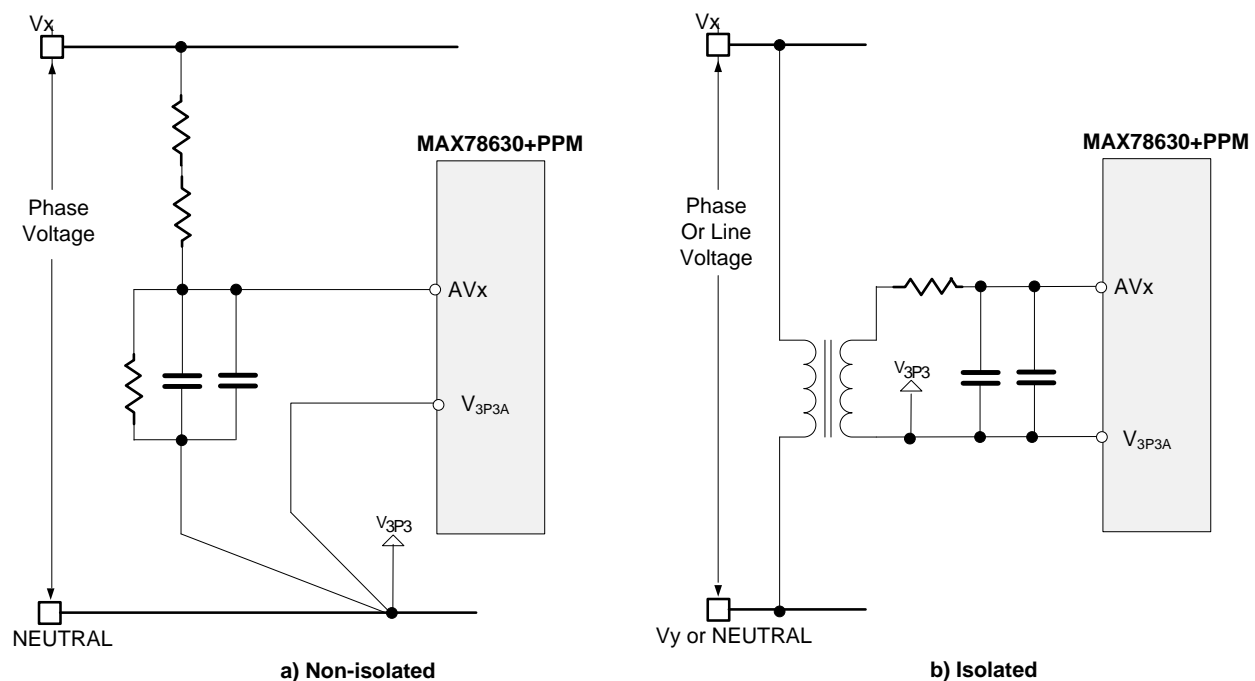 Vx
MAX78630+PPM
Phase
Voltage
AVx
V3P3A
V3P3
NEUTRAL
a) Non-isolated
Vx
MAX78630+PPM
Phase
Or Line
Voltage
AVx
V3P3
V3P3A
Vy or NEUTRAL
b) Isolated